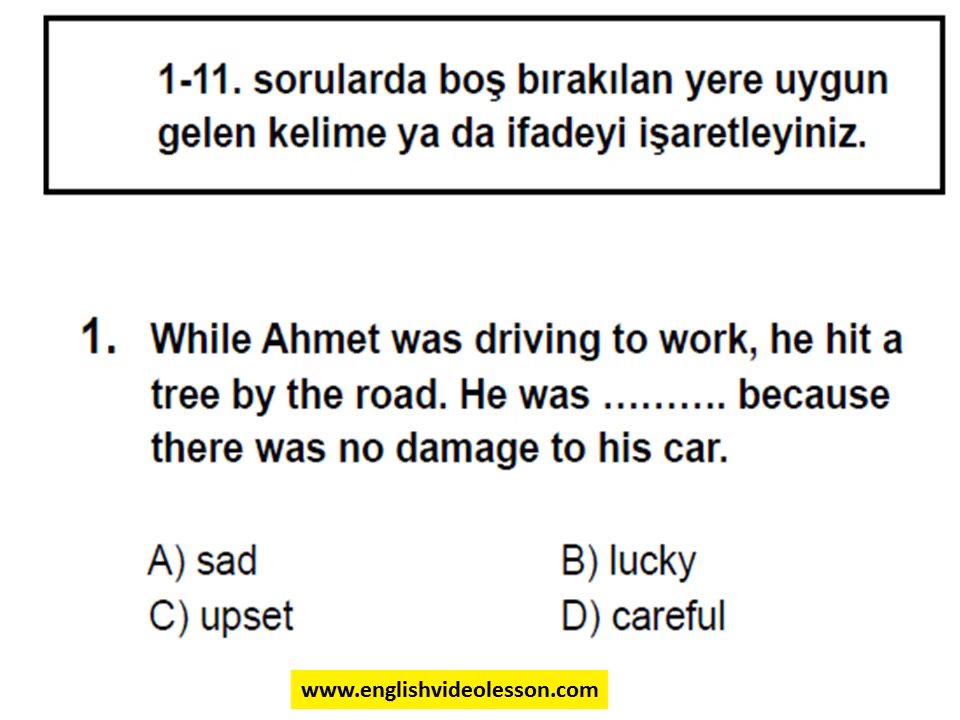 1-11. sorularda boş bırakılan yere uygun
gelen kelime ya da ifadeyi işaretleyiniz.
1. While Ahmet was driving to work, he hit a
tree by the road. He was ………. because
there was no damage to his car.
A) sad B) lucky
C) upset D) careful
www.englishvideolesson.com